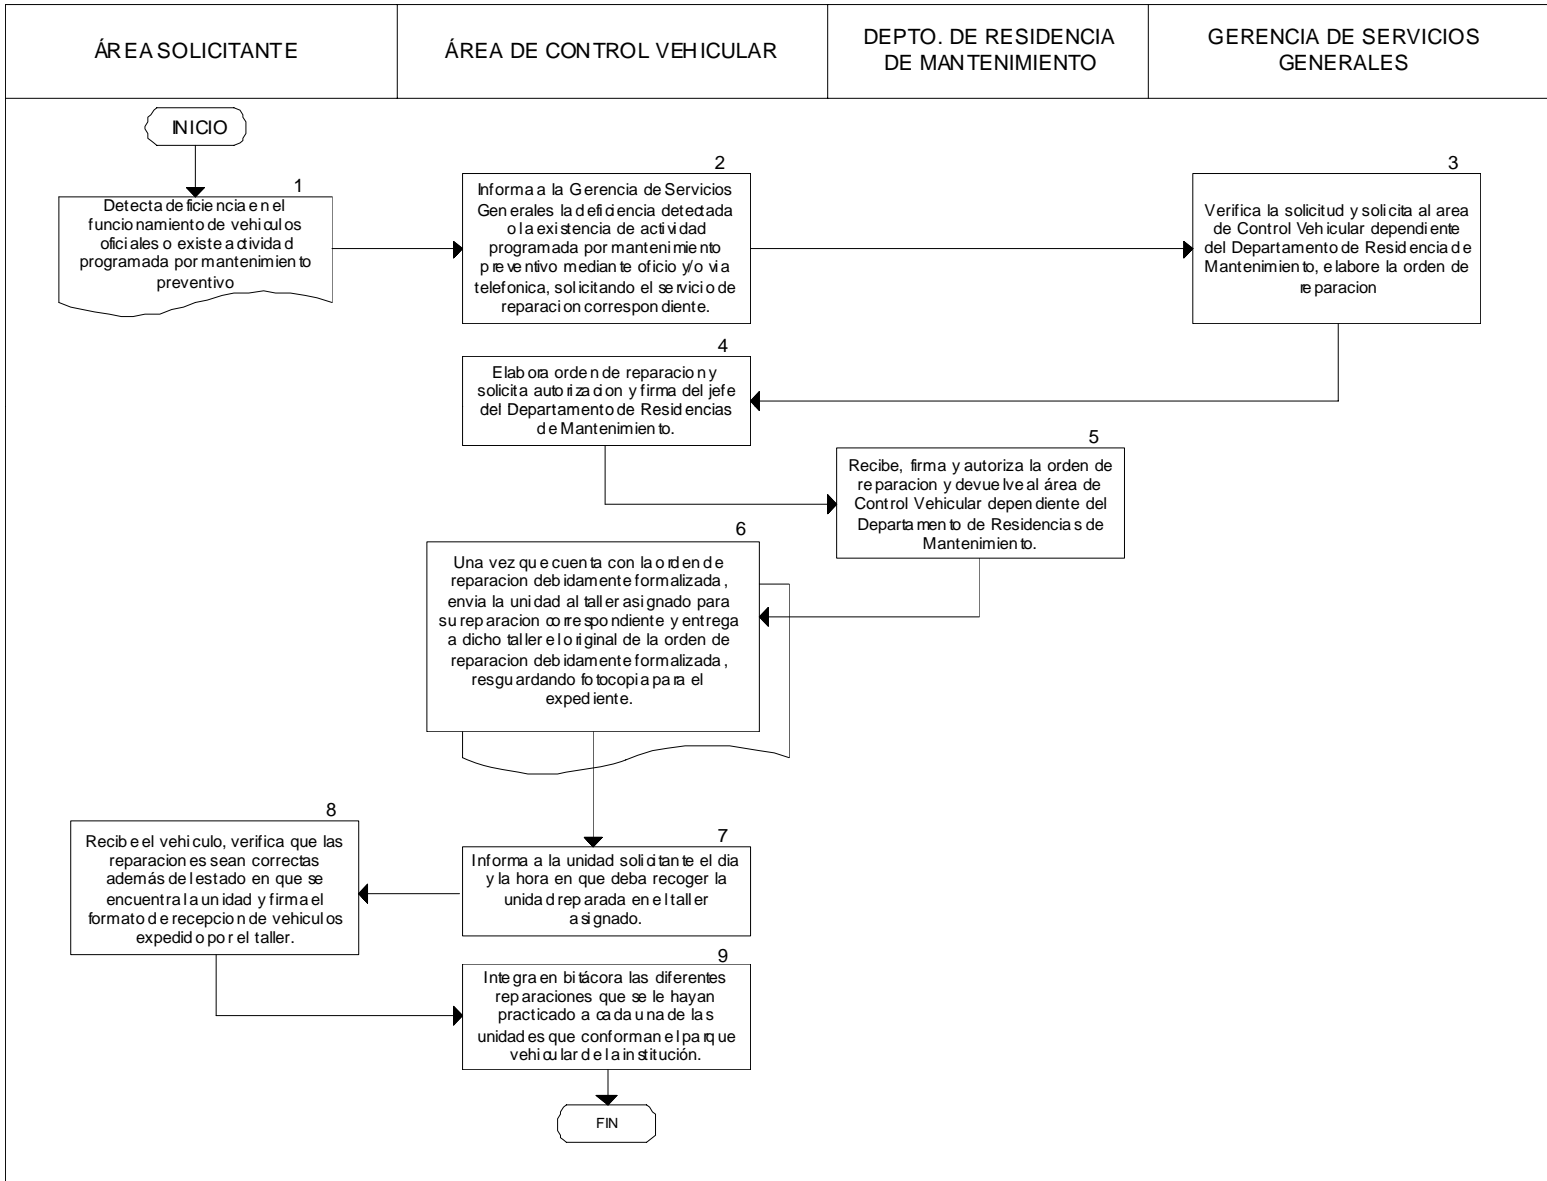 ÁREA SOLICITANTE
ÁREA DE CONTROL VEHICULAR
DEPTO. DE RESIDENCIA
DE MANTENIMIENTO
GERENCIA DE SERVICIOS
GENERALES
INICIO
1
Detecta deficiencia en el
funcionamiento de vehiculos
oficiales o existe actividad
programada por mantenimiento
preventivo
2
Informa a la Gerencia de Servicios
Generales la deficiencia detectada
o la existencia de actividad
programada por mantenimiento
preventivo mediante oficio y/o via
telefonica, solicitando el servicio de
reparacion correspondiente.
3
Verifica la solicitud y solicita al area
de Control Vehicular dependiente
del Departamento de Residencia de
Mantenimiento, elabore la orden de
reparacion
4
Elabora orden de reparacion y
solicita autorizacion y firma del jefe
del Departamento de Residencias
de Mantenimiento.
5
Recibe, firma y autoriza la orden de
reparacion y devuelve al área de
Control Vehicular dependiente del
Departamento de Residencias de
Mantenimiento.
6
Una vez que cuenta con la orden de
reparacion debidamente formalizada,
envia la unidad al taller asignado para
su reparacion correspondiente y entrega
a dicho taller el original de la orden de
reparacion debidamente formalizada,
resguardando fotocopia para el
expediente.
7
Informa a la unidad solicitante el dia
y la hora en que deba recoger la
unidad reparada en el taller
asignado.
8
Recibe el vehiculo, verifica que las
reparaciones sean correctas
además del estado en que se
encuentra la unidad y firma el
formato de recepcion de vehiculos
expedido por el taller.
9
Integra en bitácora las diferentes
reparaciones que se le hayan
practicado a cada una de las
unidades que conforman el parque
vehicular de la institución.
FIN